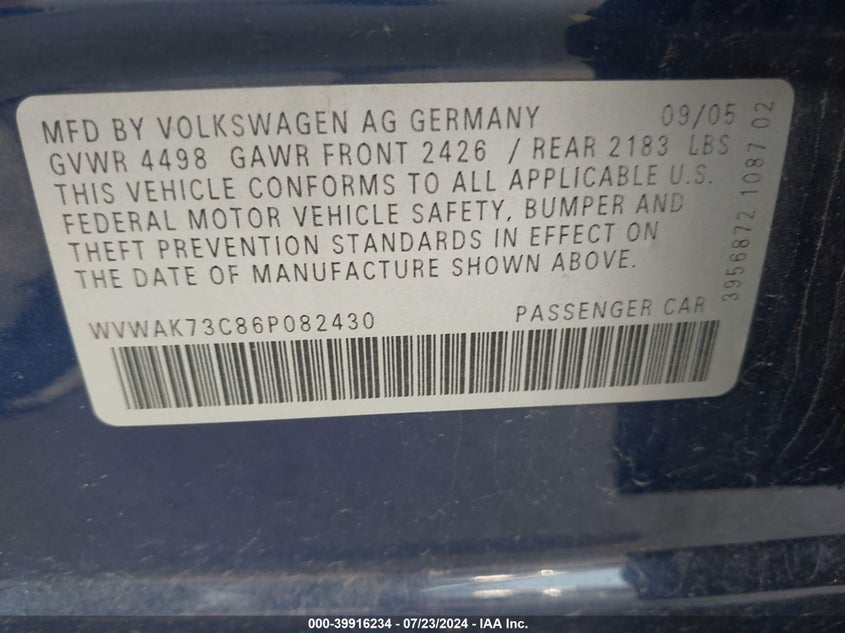 MFD BY VOLKSWAGEN AG GERMANY 09/05
GVWR 4498 GAWR FRONT 2426 / REAR 2183 LBS
THIS VEHICLE CONFORMS TO ALL APPLICABLE U.S.
FEDERAL MOTOR VEHICLE SAFETY, BUMPER AND
THEFT PREVENTION STANDARDS IN EFFECT ON
THE DATE OF MANUFACTURE SHOWN ABOVE.
WVWAK73C86P082430 PASSENGER CAR
3956872 1087 02
000-39916234 / 07/23/2024 - IAA Inc.